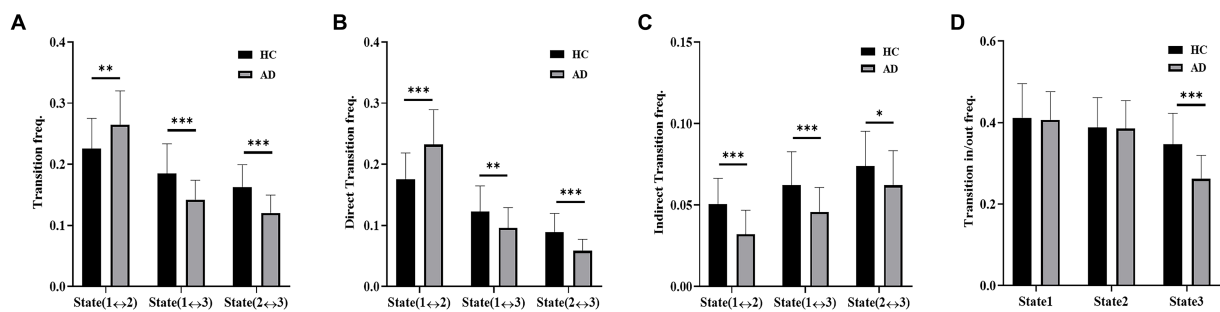 A
Transition freq.
0.4
0.3
0.2
0.1
0.0
HC
AD
**
***
***
State(1↔2)
State(1↔3)
State(2↔3)
B
Direct Transition freq.
0.4
0.3
0.2
0.1
0.0
HC
AD
***
**
***
State(1↔2)
State(1↔3)
State(2↔3)
C
Indirect Transition freq.
0.15
0.10
0.05
0.00
HC
AD
***
***
*
State(1↔2)
State(1↔3)
State(2↔3)
D
Transition in/out freq.
0.6
0.4
0.2
0.0
HC
AD
***
State1
State2
State3